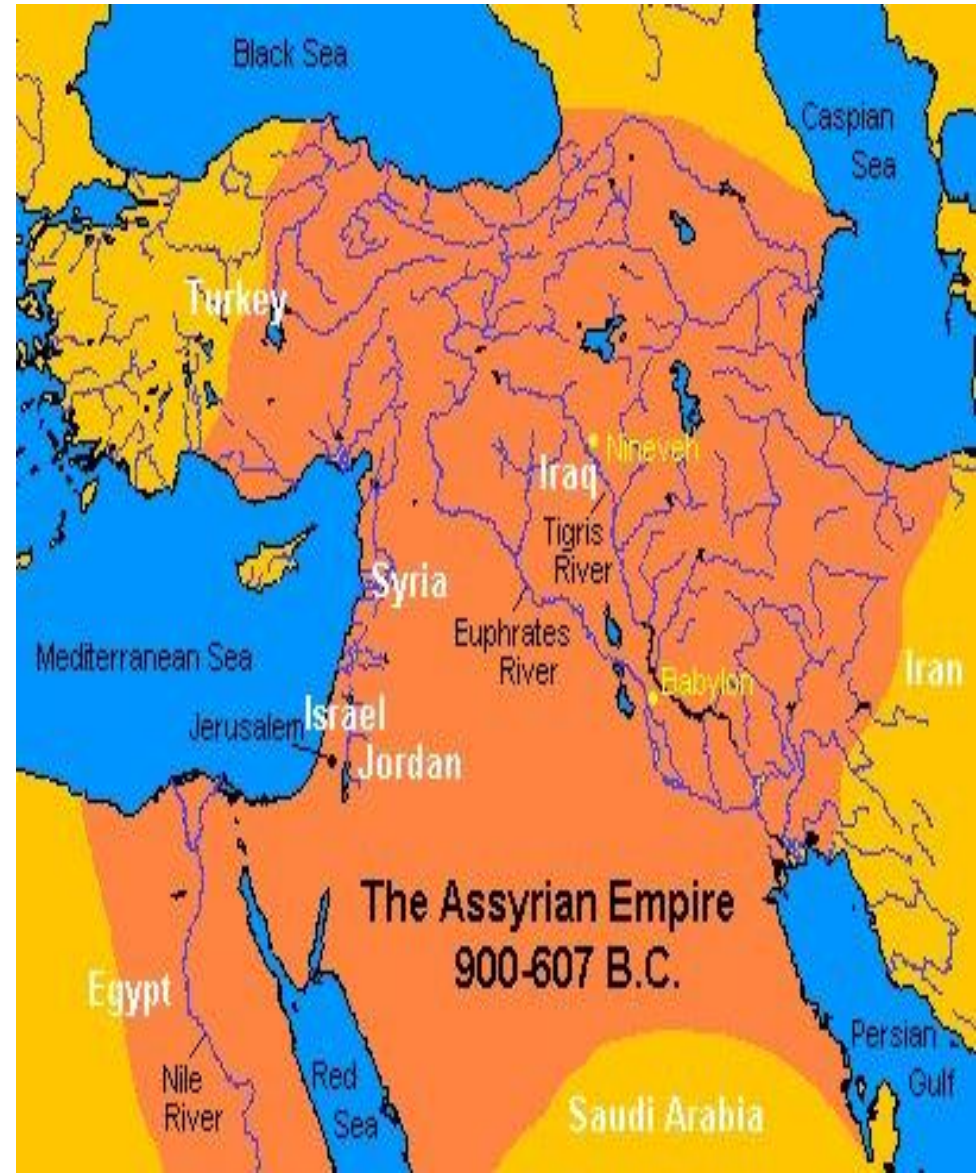 Black Sea
Caspian
Sea
Turkey
Nineveh
Iraq
Tigris
River
Syria
Euphrates
River
Mediterranean Sea
Iran
Babylon
Israel
Jerusalem
Jordan
The Assyrian Empire
900-607 B.C.
Egypt
Nile
River
Red
Sea
Persian
Gulf
Saudi Arabia